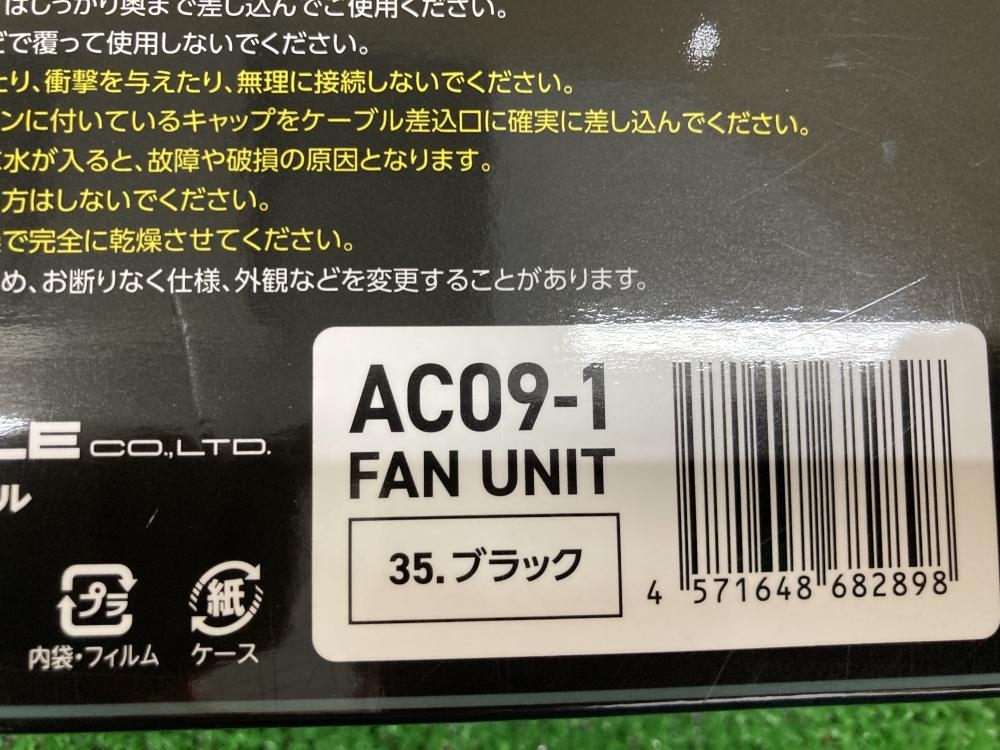 はしっかり奥まで差し込んでご使用ください。
どで覆って使用しないでください。
たり、衝撃を与えたり、無理に接続しないでください。
ンに付いているキャップをケーブル差込口に確実に差し込んでください。
水が入ると、故障や破損の原因となります。
方はしないでください。
で完全に乾燥させてください。
め、お断りなく仕様、外観などを変更することがあります。
LE CO.,LTD.
ル
AC09-1
FAN UNIT
35.ブラック
4 571648 682898
プラ
内袋・フィルム
紙
ケース